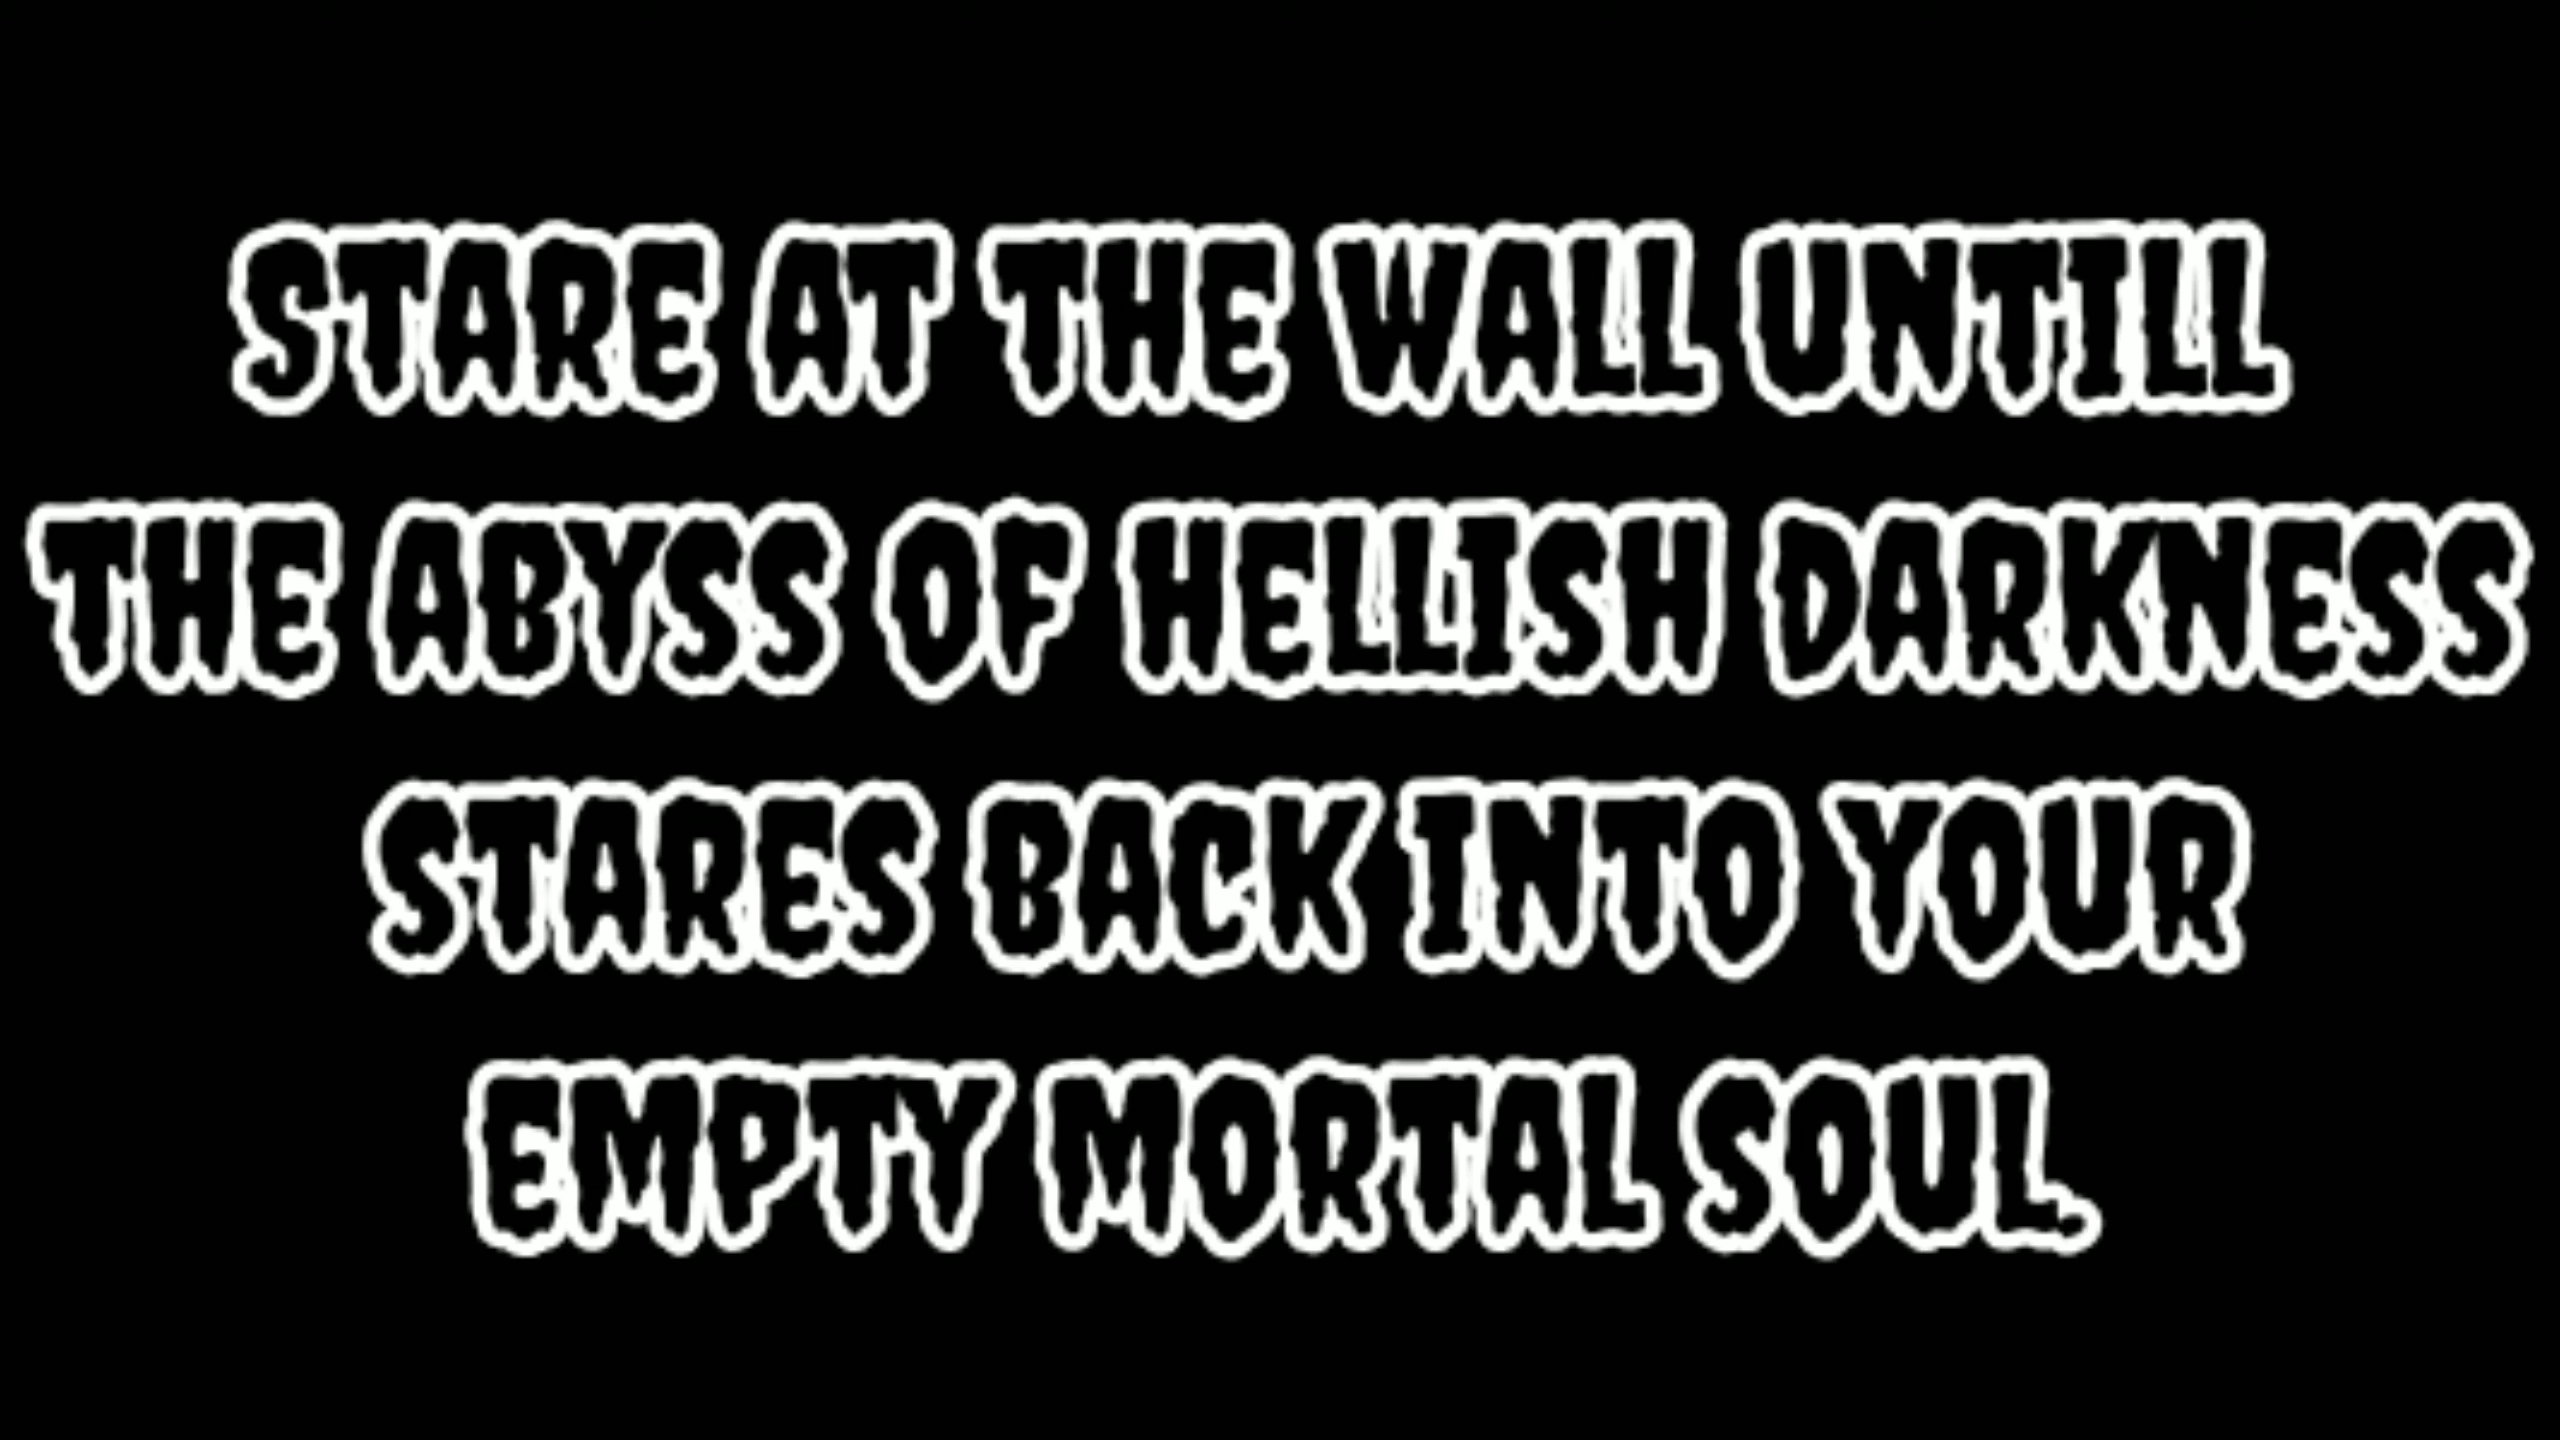 STARE AT THE WALL UNTILL
THE ABYSS OF HELLISH DARKNESS
STARES BACK INTO YOUR
EMPTY MORTAL SOUL.